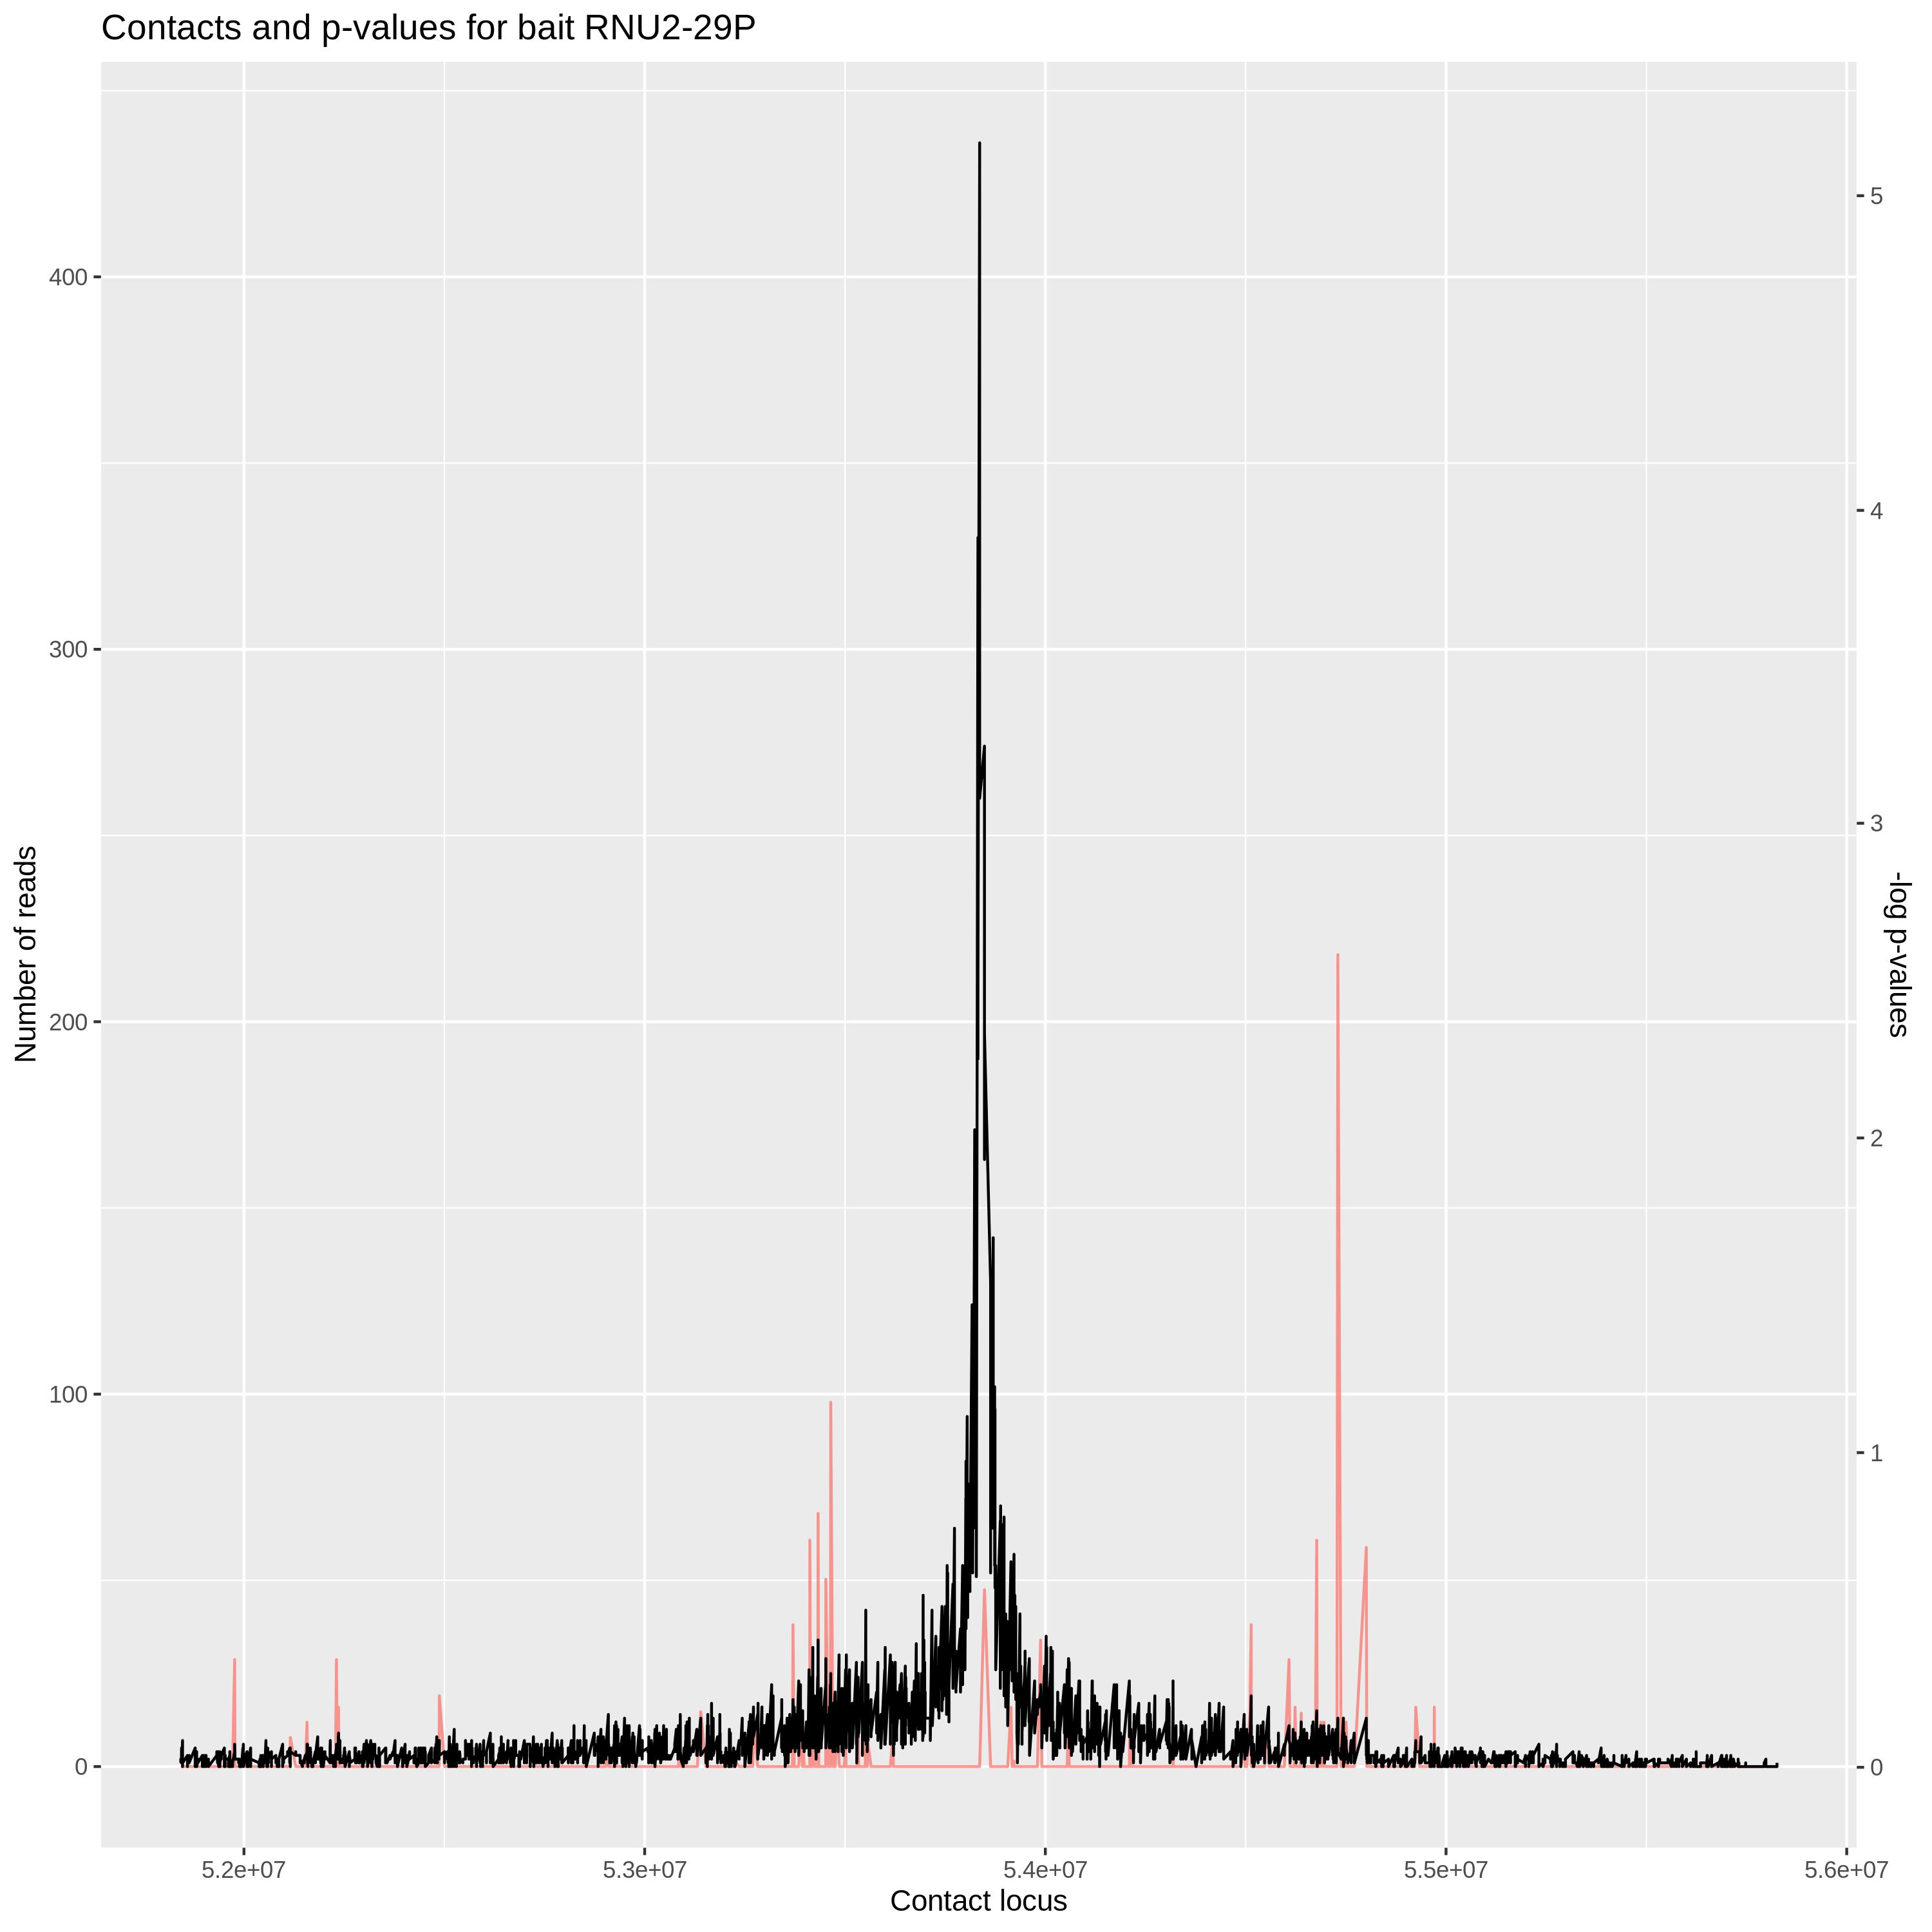 Contacts and p-values for bait RNU2-29P
Number of reads
400
300
200
100
0
5
4
3
2
1
0
-log p-values
5.2e+07
5.3e+07
5.4e+07
5.5e+07
5.6e+07
Contact locus